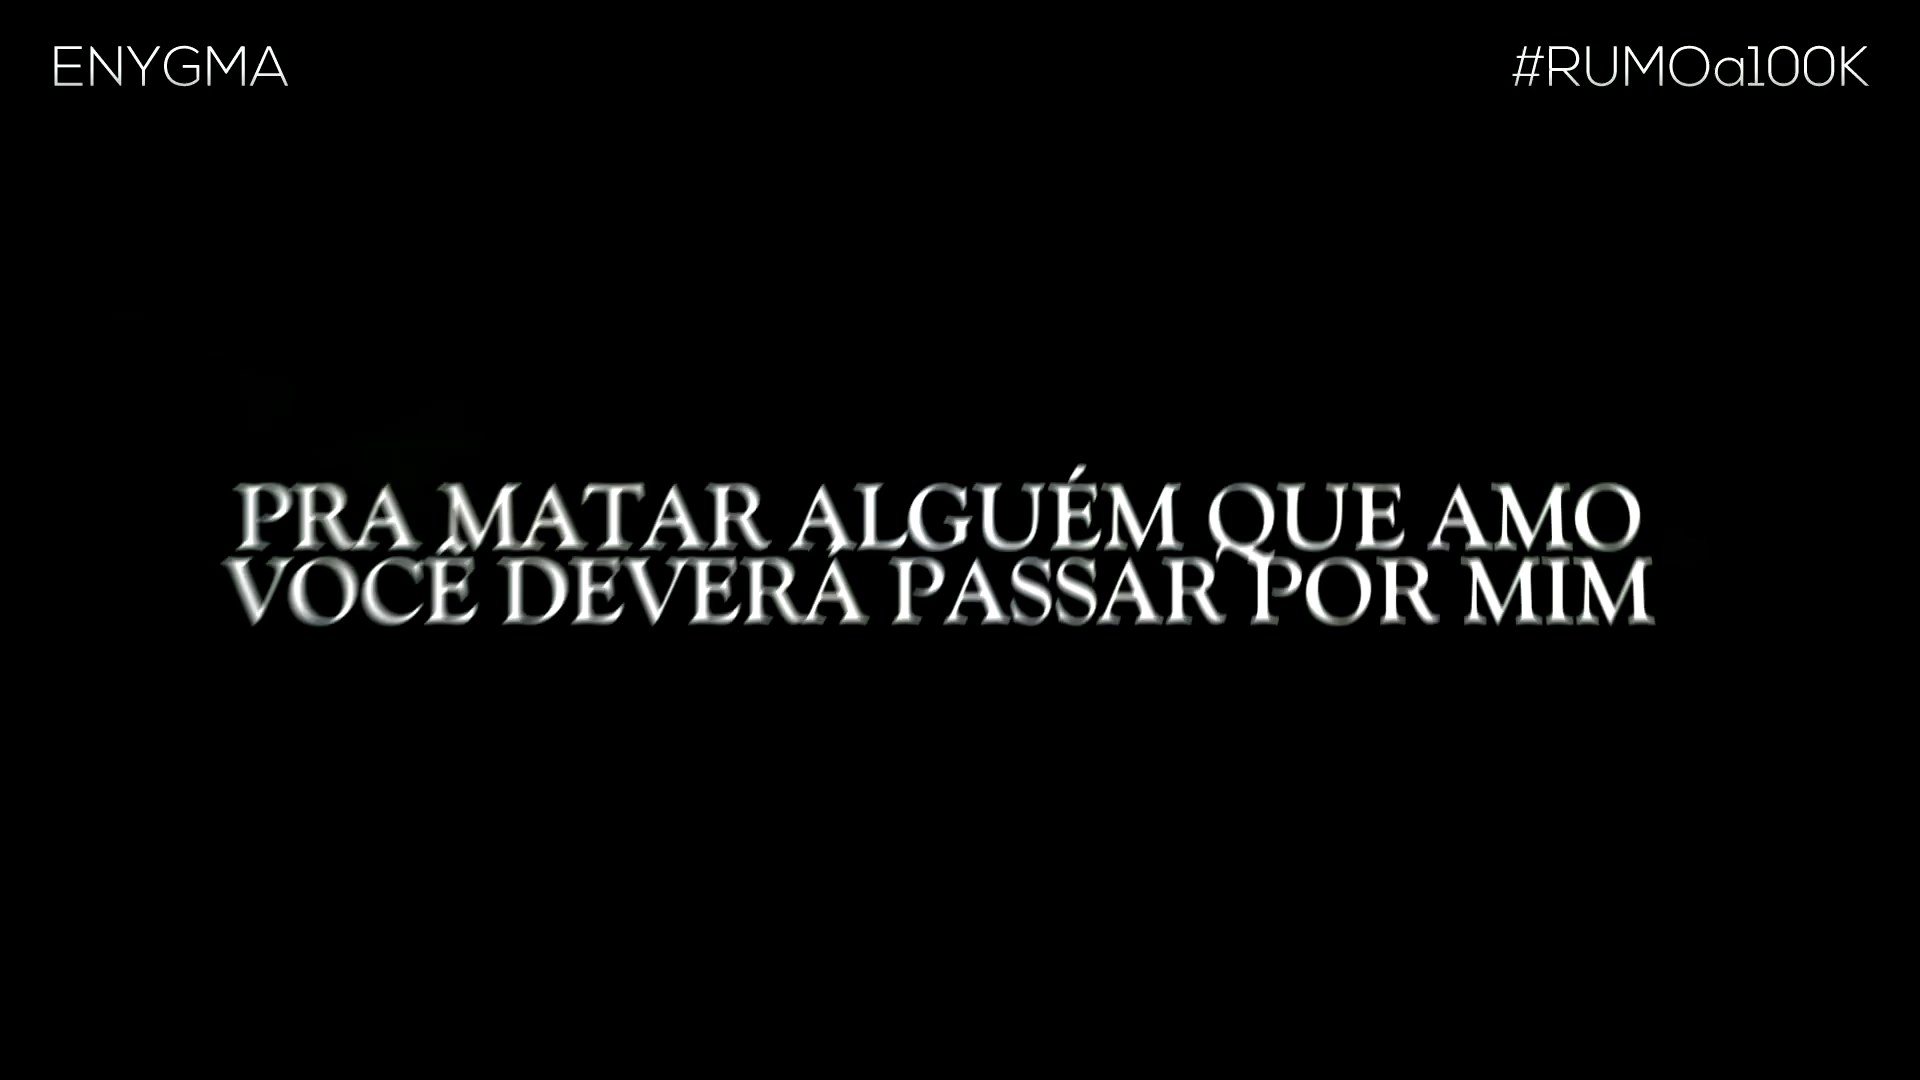 ENYGMA
#RUMOa100K
PRA MATAR ALGUÉM QUE AMO
VOCÊ DEVERÁ PASSAR POR MIM